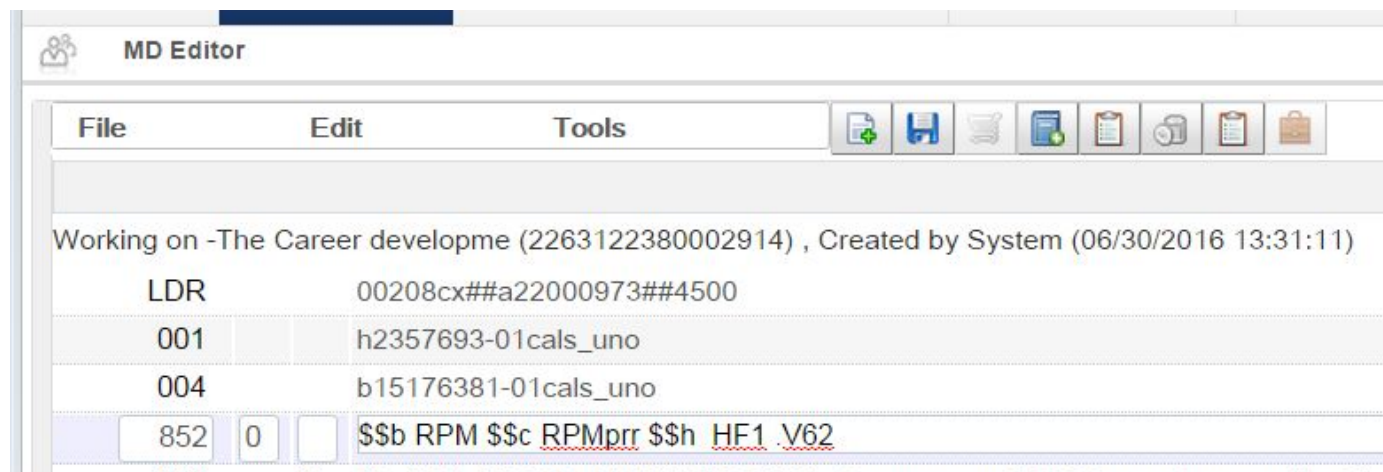 MD Editor
File Edit Tools
Working on -The Career developme (2263122380002914) , Created by System (06/30/2016 13:31:11)
LDR 00208cx##a22000973##4500
001 h2357693-01cals_uno
004 b15176381-01cals_uno
852 0 $$b RPM $$c RPMprr $$h HF1 .V62